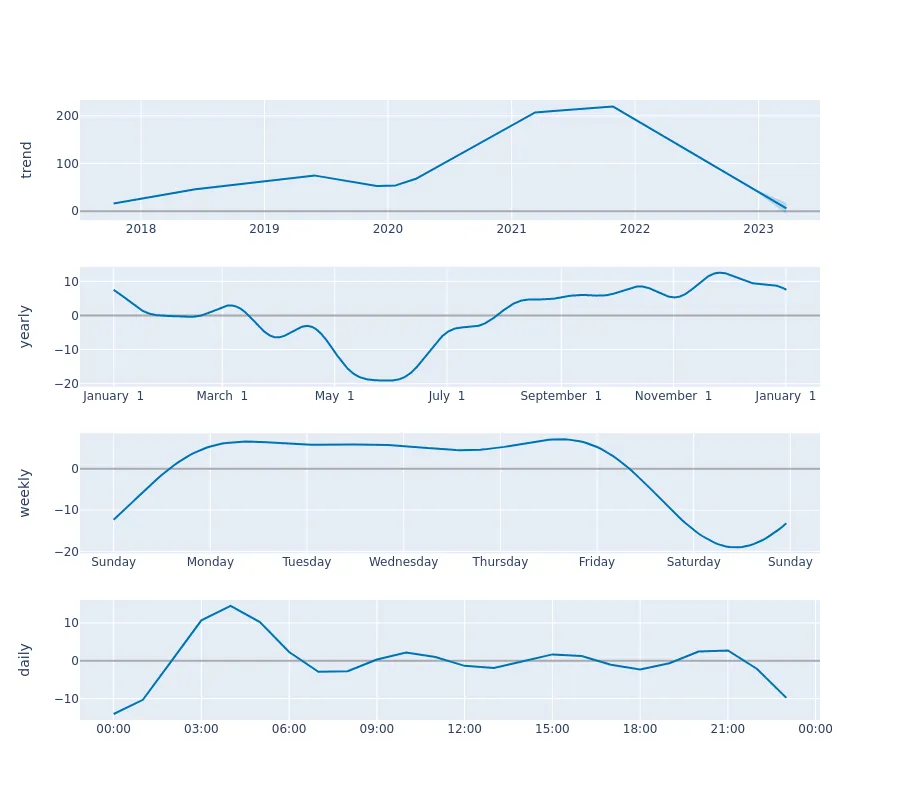 trend
200
100
0
2018 2019 2020 2021 2022 2023
yearly
10
0
−10
−20
January 1 March 1 May 1 July 1 September 1 November 1 January 1
weekly
0
−10
−20
Sunday Monday Tuesday Wednesday Thursday Friday Saturday Sunday
daily
10
0
−10
00:00 03:00 06:00 09:00 12:00 15:00 18:00 21:00 00:00